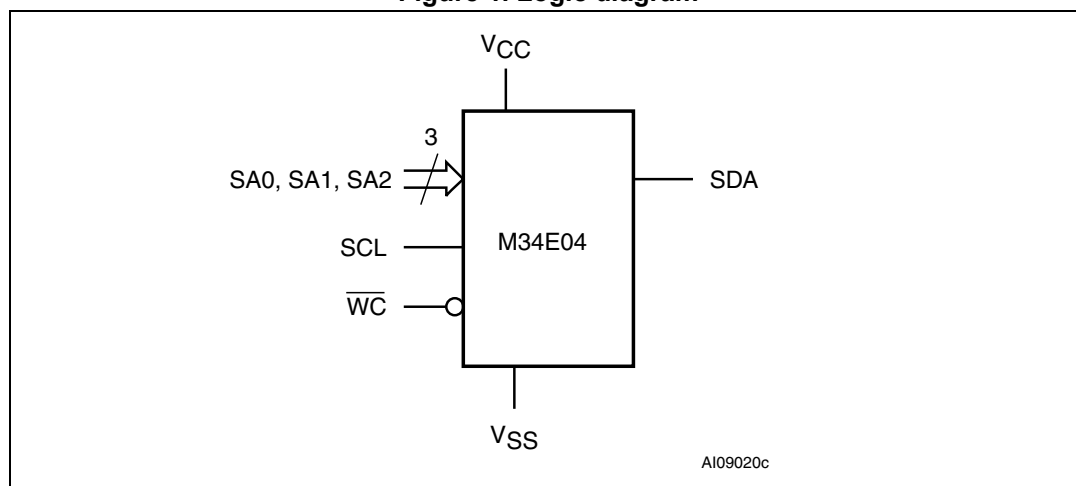 Figure 1. Logic diagram
VCC
3
SA0, SA1, SA2
SDA
SCL
M34E04
WC
VSS
AI09020c